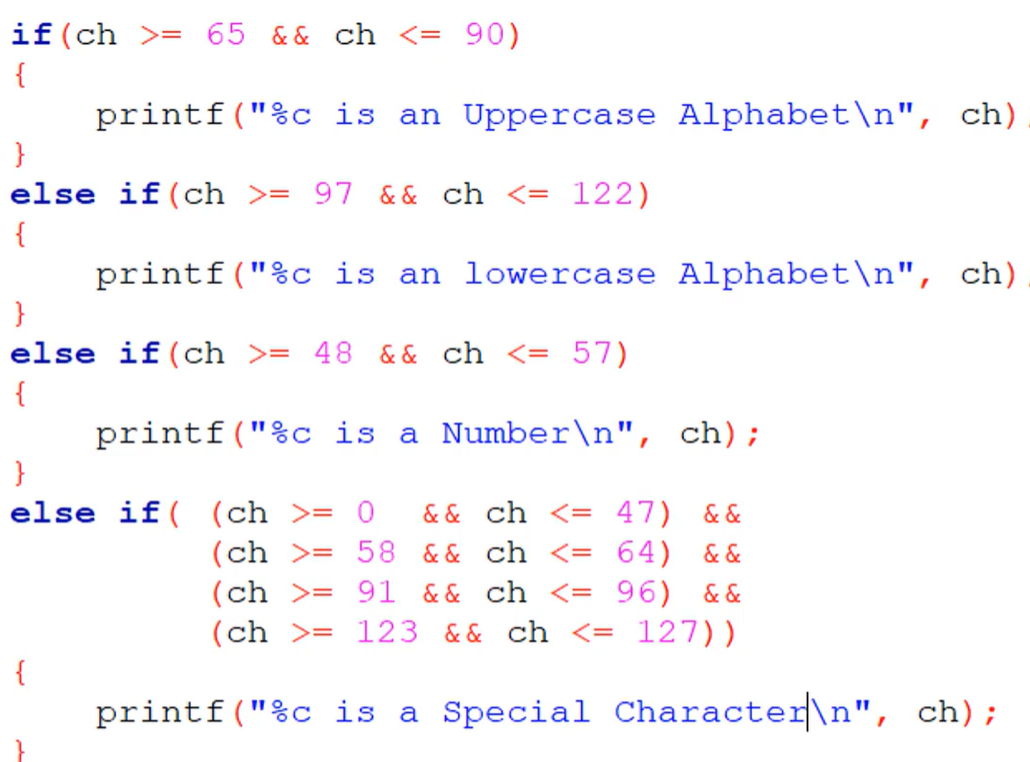 if(ch >= 65 && ch <= 90)
{
    printf("%c is an Uppercase Alphabet\n", ch);
}
else if(ch >= 97 && ch <= 122)
{
    printf("%c is an lowercase Alphabet\n", ch);
}
else if(ch >= 48 && ch <= 57)
{
    printf("%c is a Number\n", ch);
}
else if( (ch >= 0  && ch <= 47) &&
         (ch >= 58 && ch <= 64) &&
         (ch >= 91 && ch <= 96) &&
         (ch >= 123 && ch <= 127))
{
    printf("%c is a Special Character\n", ch);
}